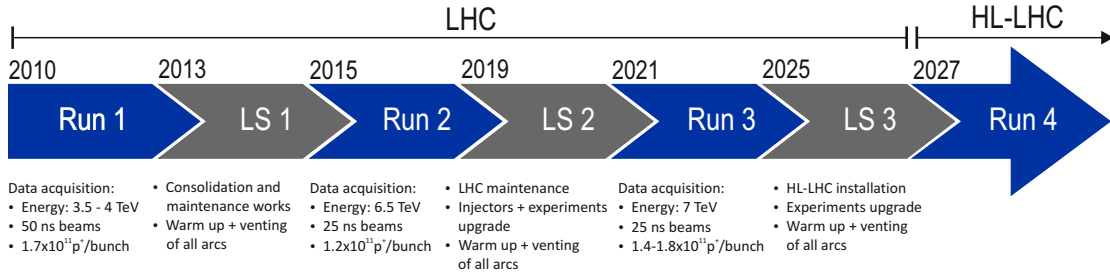 LHC
HL-LHC
2010
2013
2015
2019
2021
2025
2027
Run 1
LS 1
Run 2
LS 2
Run 3
LS 3
Run 4
Data acquisition:
• Energy: 3.5 - 4 TeV
• 50 ns beams
• 1.7x10¹¹p⁺/bunch
• Consolidation and
maintenance works
• Warm up + venting
of all arcs
Data acquisition:
• Energy: 6.5 TeV
• 25 ns beams
• 1.2x10¹¹p⁺/bunch
• LHC maintenance
• Injectors + experiments
upgrade
• Warm up + venting
of all arcs
Data acquisition:
• Energy: 7 TeV
• 25 ns beams
• 1.4-1.8x10¹¹p⁺/bunch
• HL-LHC installation
• Experiments upgrade
• Warm up + venting
of all arcs